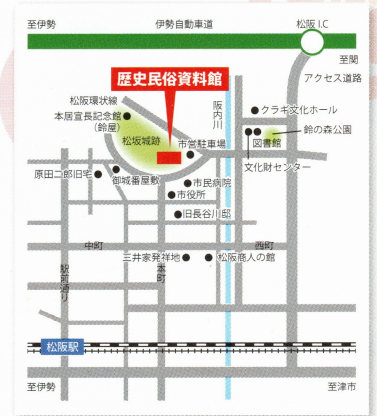 至伊勢 伊勢自動車道 松阪 I.C
至関
アクセス道路
歴史民俗資料館
松阪環状線
本居宣長記念館
(鈴屋)
阪内川
クラギ文化ホール
松坂城跡
市営駐車場
鈴の森公園
図書館
文化財センター
原田二郎旧宅
御城番屋敷
市民病院
市役所
旧長谷川邸
中町
西町
三井家発祥地
松阪商人の館
駅前通り
本町
松阪駅
至伊勢
至津市